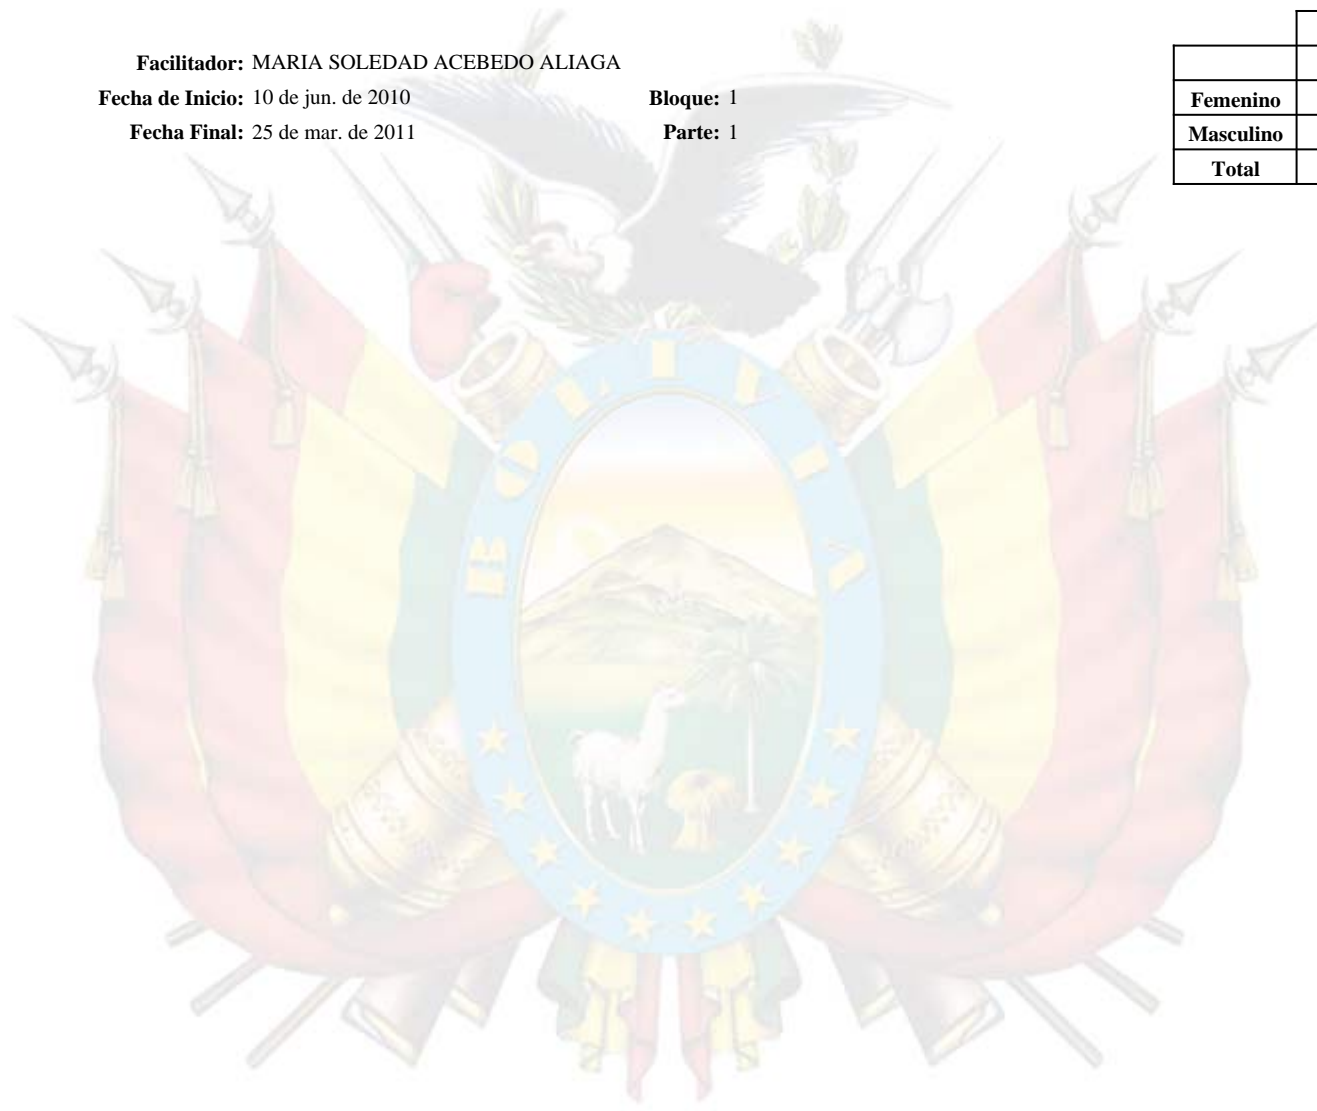 Facilitador: MARIA SOLEDAD ACEBEDO ALIAGA
Fecha de Inicio: 10 de jun. de 2010 Bloque: 1
Fecha Final: 25 de mar. de 2011 Parte: 1
Femenino
Masculino
Total
BOLIVIA